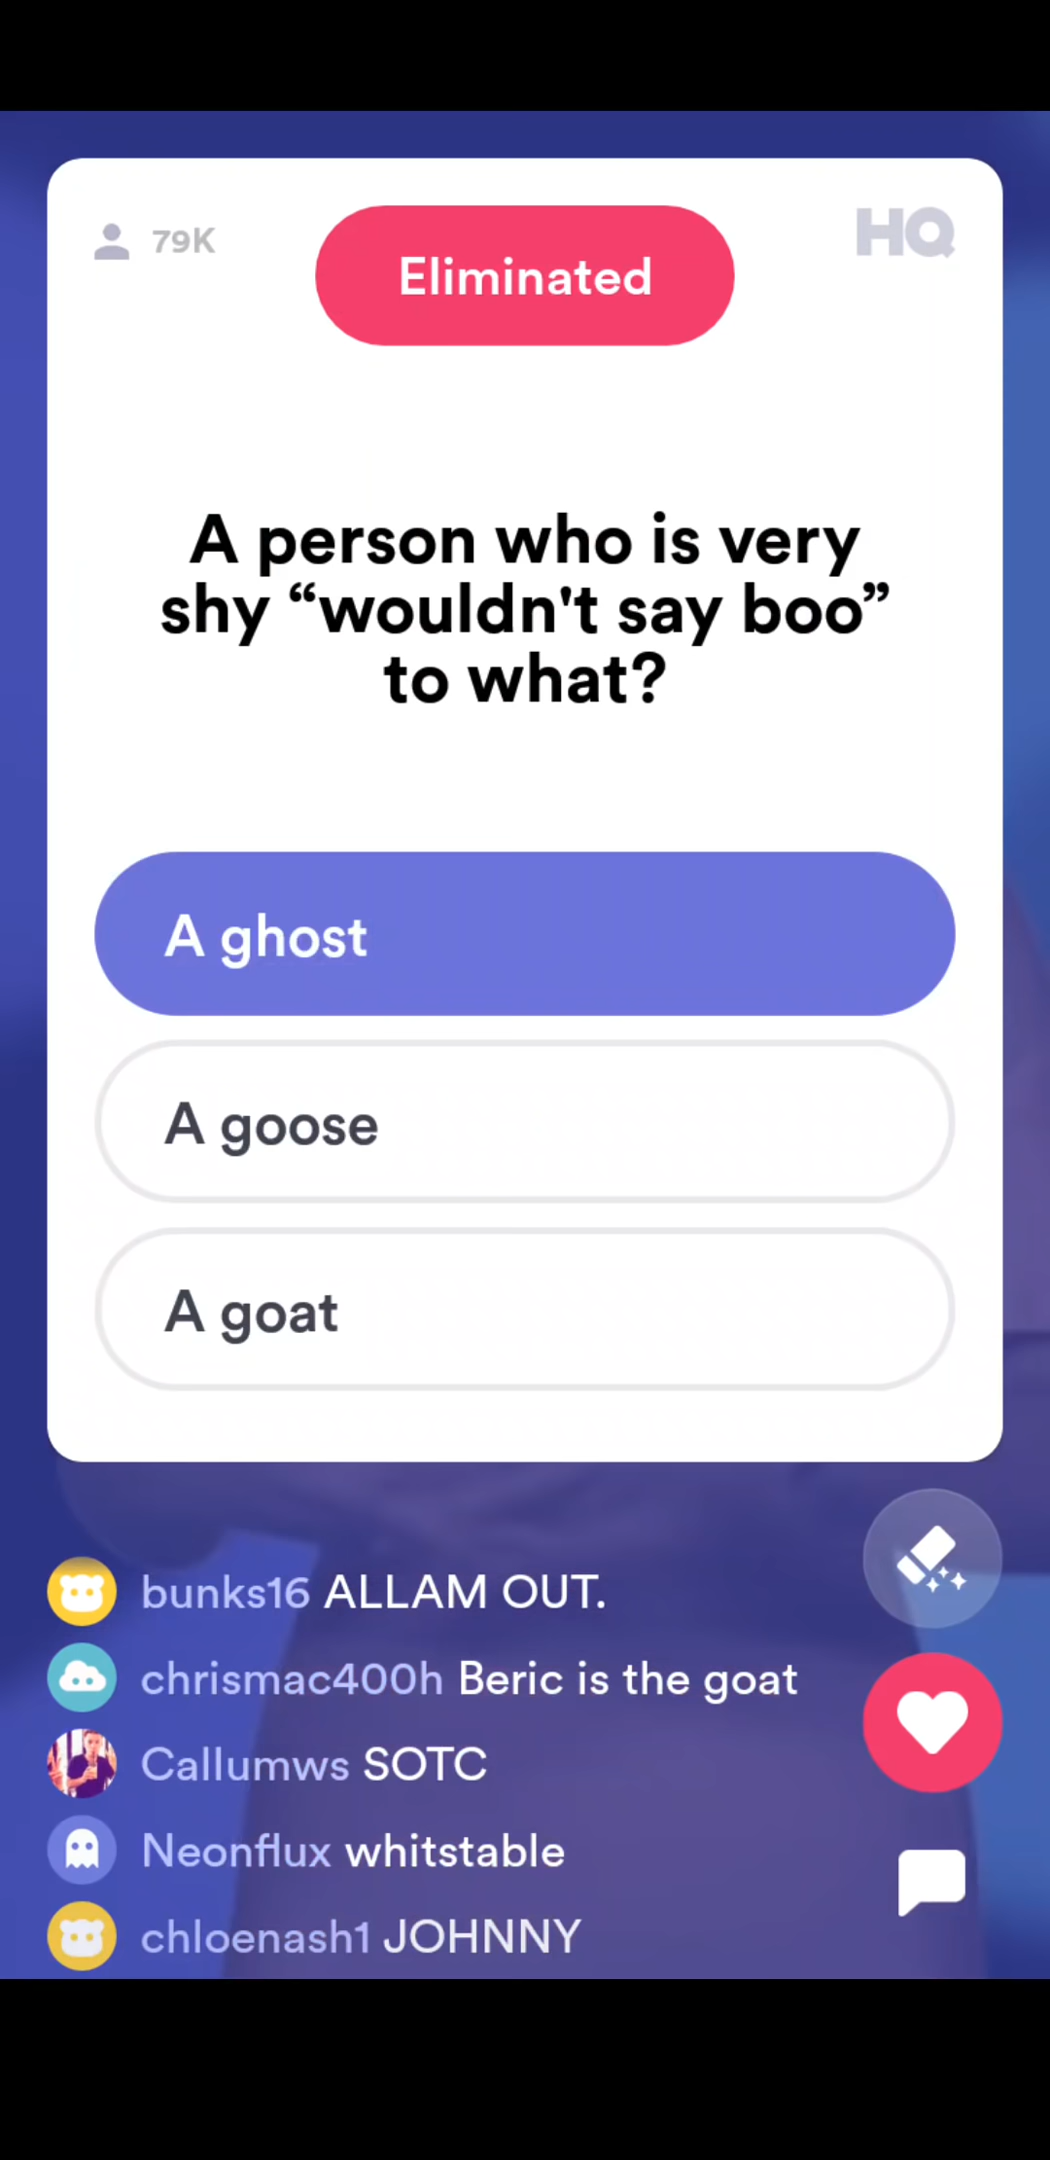 79K
Eliminated
HQ
A person who is very
shy “wouldn't say boo”
to what?
A ghost
A goose
A goat
bunks16 ALLAM OUT.
chrismac400h Beric is the goat
Callumws SOTC
Neonflux whitstable
chloenash1 JOHNNY